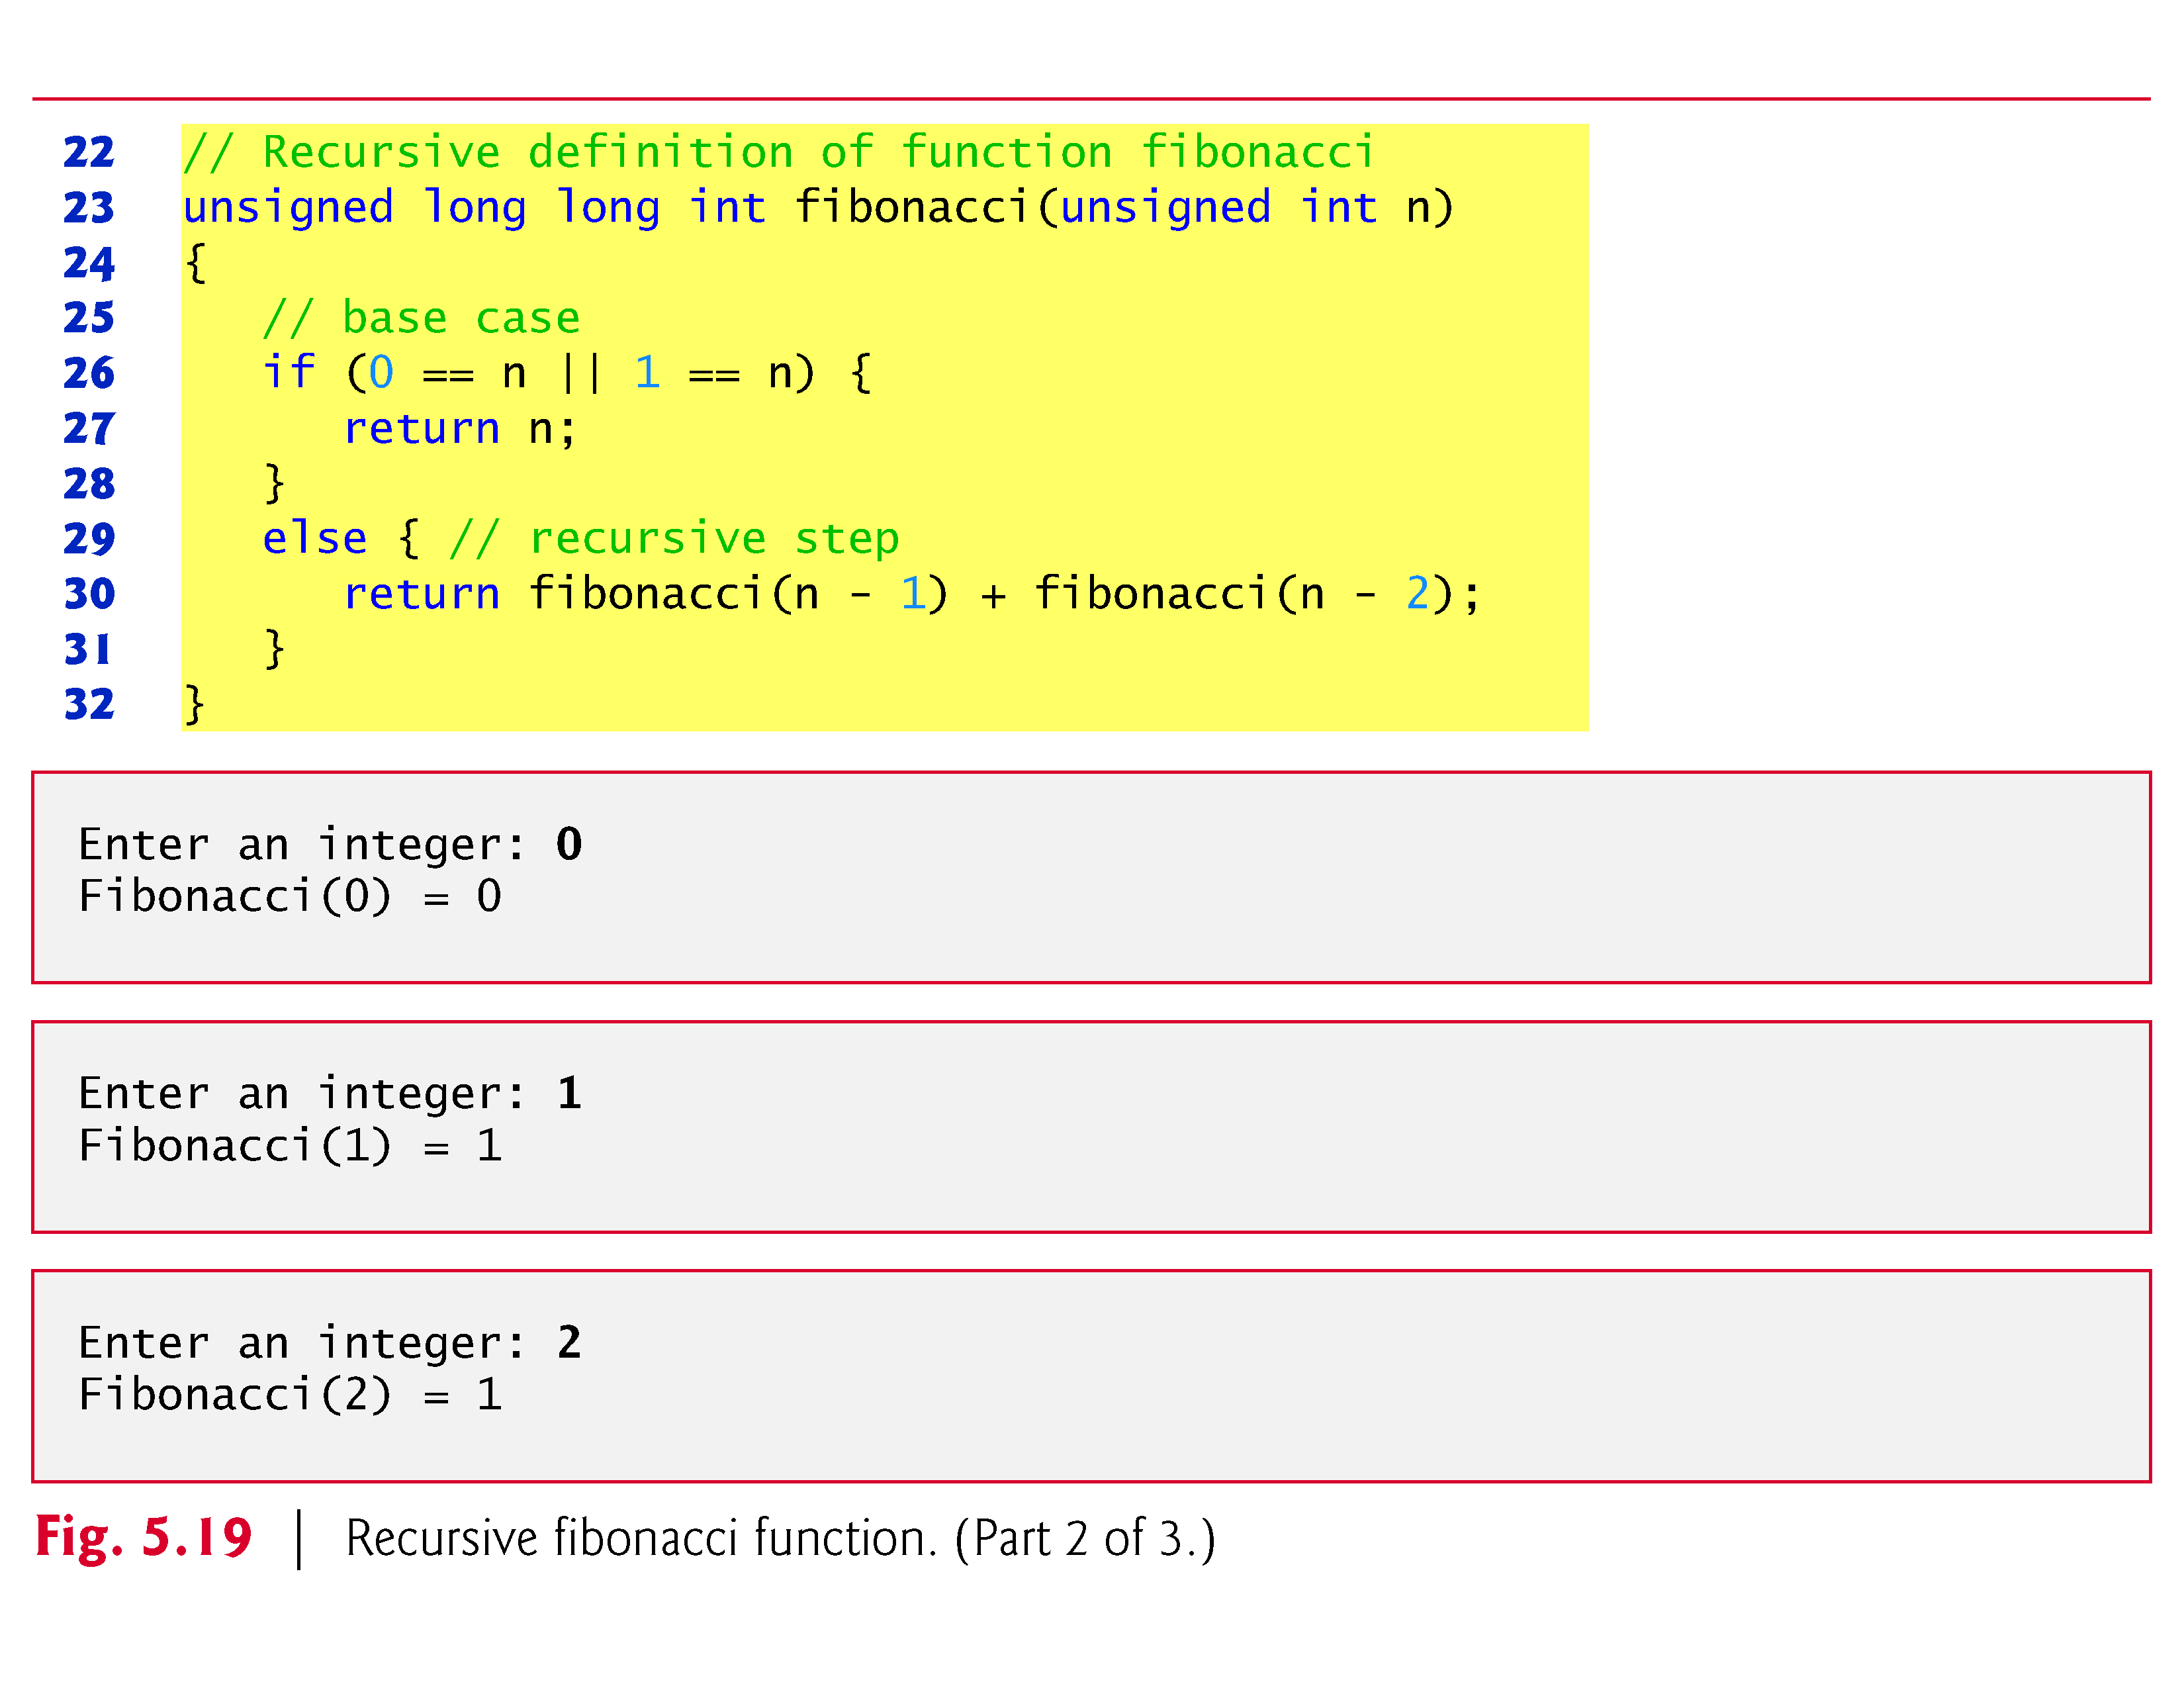 22 // Recursive definition of function fibonacci
23 unsigned long long int fibonacci(unsigned int n)
24 {
25    // base case
26    if (0 == n || 1 == n) {
27       return n;
28    }
29    else { // recursive step
30       return fibonacci(n - 1) + fibonacci(n - 2);
31    }
32 }
Enter an integer: 0
Fibonacci(0) = 0
Enter an integer: 1
Fibonacci(1) = 1
Enter an integer: 2
Fibonacci(2) = 1
Fig. 5.19 | Recursive fibonacci function. (Part 2 of 3.)